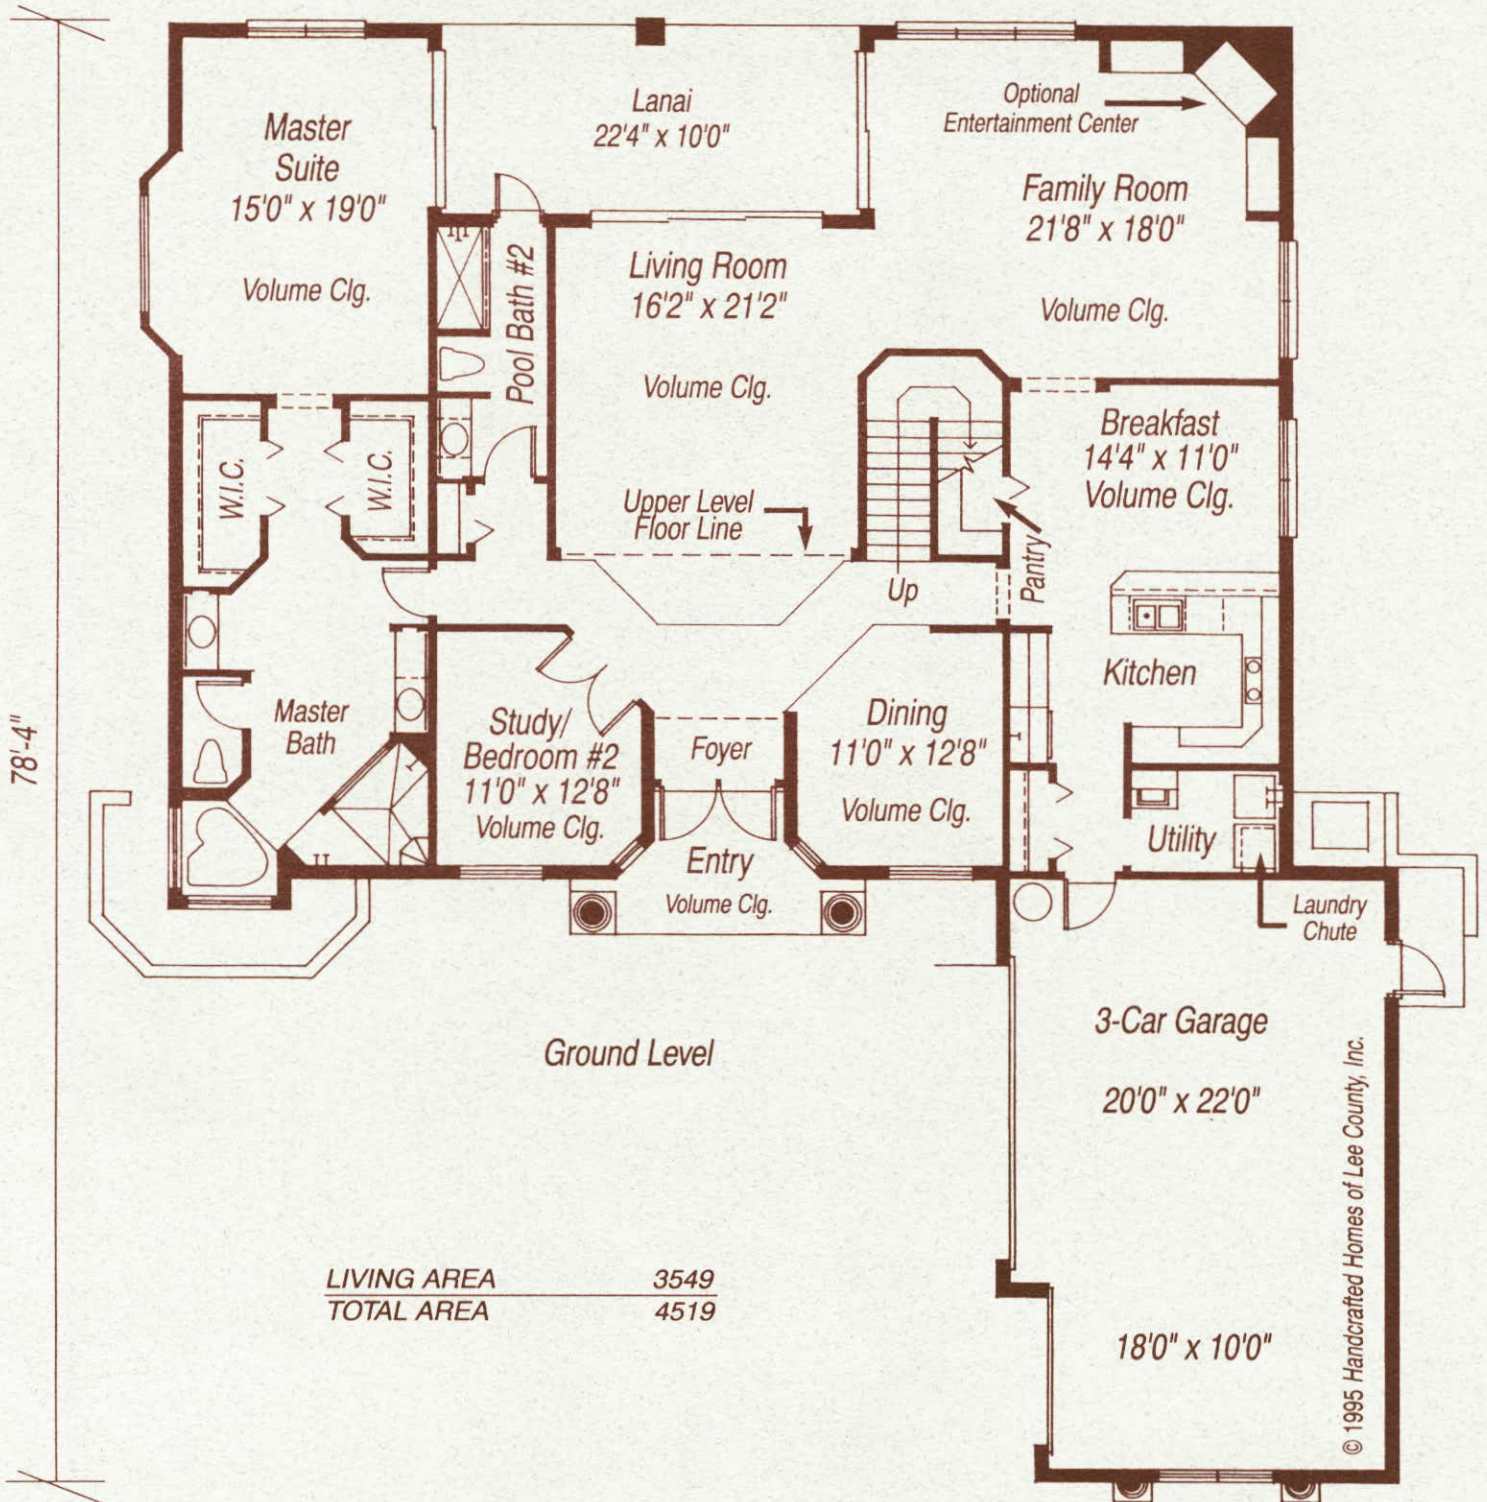 Lanai
22'4" x 10'0"
Optional
Entertainment Center
Master
Suite
15'0" x 19'0"
Volume Clg.
Family Room
21'8" x 18'0"
Volume Clg.
Pool Bath #2
Living Room
16'2" x 21'2"
Volume Clg.
Breakfast
14'4" x 11'0"
Volume Clg.
W.I.C.
W.I.C.
Upper Level
Floor Line
Up
Pantry
Kitchen
78'-4"
Master
Bath
Study/
Bedroom #2
11'0" x 12'8"
Volume Clg.
Foyer
Dining
11'0" x 12'8"
Volume Clg.
Entry
Volume Clg.
Utility
Laundry
Chute
Ground Level
3-Car Garage
20'0" x 22'0"
18'0" x 10'0"
LIVING AREA 3549
TOTAL AREA 4519
© 1995 Handcrafted Homes of Lee County, Inc.